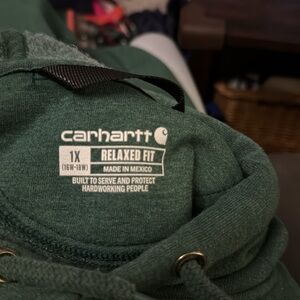 carhartt
1X
(16W-18W)
RELAXED FIT
MADE IN MEXICO
BUILT TO SERVE AND PROTECT
HARDWORKING PEOPLE